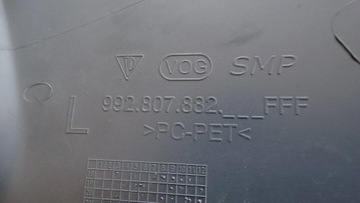 VOG SMP
L 992.807.882.___FFF
>PC-PET<